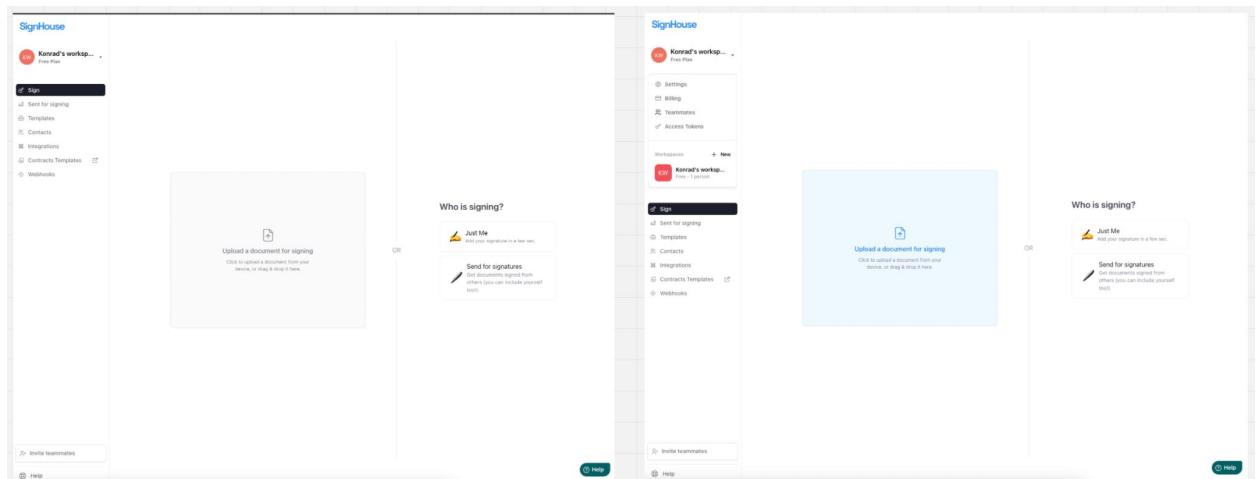 SignHouse
KW
Konrad's worksp...
Free Plan
Sign
Sent for signing
Templates
Contacts
Integrations
Contracts Templates
Webhooks
Upload a document for signing
Click to upload a document from your
device, or drag & drop it here.
OR
Who is signing?
Just Me
Add your signature in a few sec.
Send for signatures
Get documents signed from
others (you can include yourself
too!)
Invite teammates
Help
Help
SignHouse
KW
Konrad's worksp...
Free Plan
Settings
Billing
Teammates
Access Tokens
Workspaces + New
KW
Konrad's worksp...
Free - 1 person
Sign
Sent for signing
Templates
Contacts
Integrations
Contracts Templates
Webhooks
Upload a document for signing
Click to upload a document from your
device, or drag & drop it here.
OR
Who is signing?
Just Me
Add your signature in a few sec.
Send for signatures
Get documents signed from
others (you can include yourself
too!)
Invite teammates
Help
Help